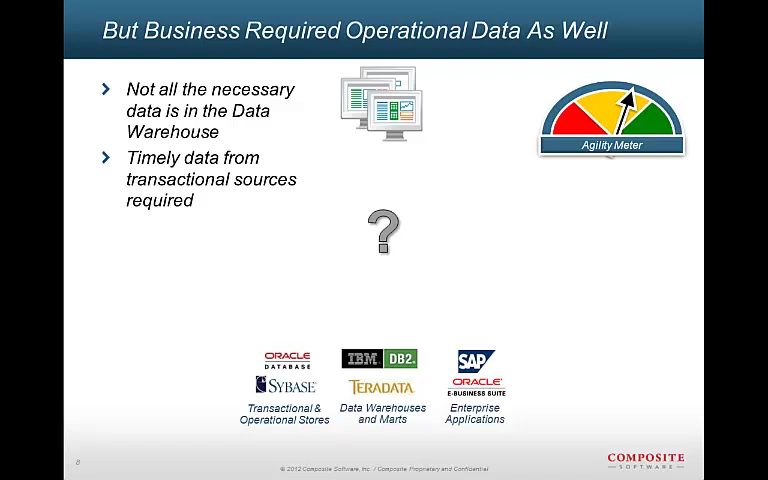 But Business Required Operational Data As Well
Not all the necessary
data is in the Data
Warehouse
Timely data from
transactional sources
required
Agility Meter
?
ORACLE
DATABASE
SYBASE
Transactional &
Operational Stores
IBM. DB2.
TERADATA
Data Warehouses
and Marts
SAP
ORACLE
E-BUSINESS SUITE
Enterprise
Applications
8
© 2012 Composite Software, Inc. / Composite Proprietary and Confidential
COMPOSITE
SOFTWARE